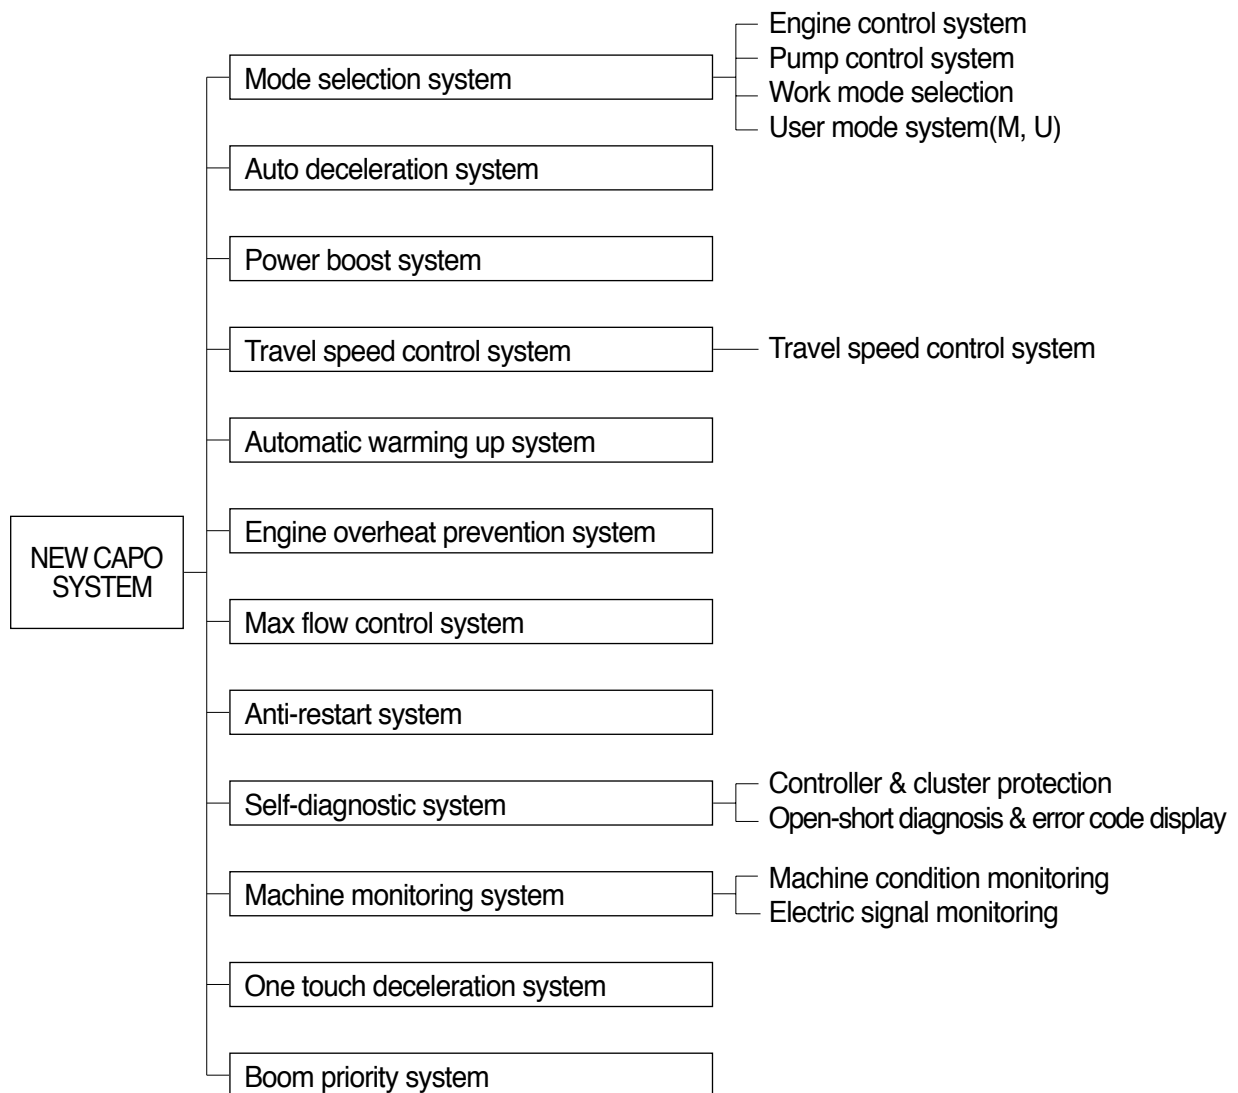 Engine control system
Pump control system
Mode selection system
Work mode selection
User mode system(M, U)
Auto deceleration system
Power boost system
Travel speed control system
Travel speed control system
Automatic warming up system
Engine overheat prevention system
NEW CAPO
SYSTEM
Max flow control system
Anti-restart system
Self-diagnostic system
Controller & cluster protection
Open-short diagnosis & error code display
Machine monitoring system
Machine condition monitoring
Electric signal monitoring
One touch deceleration system
Boom priority system